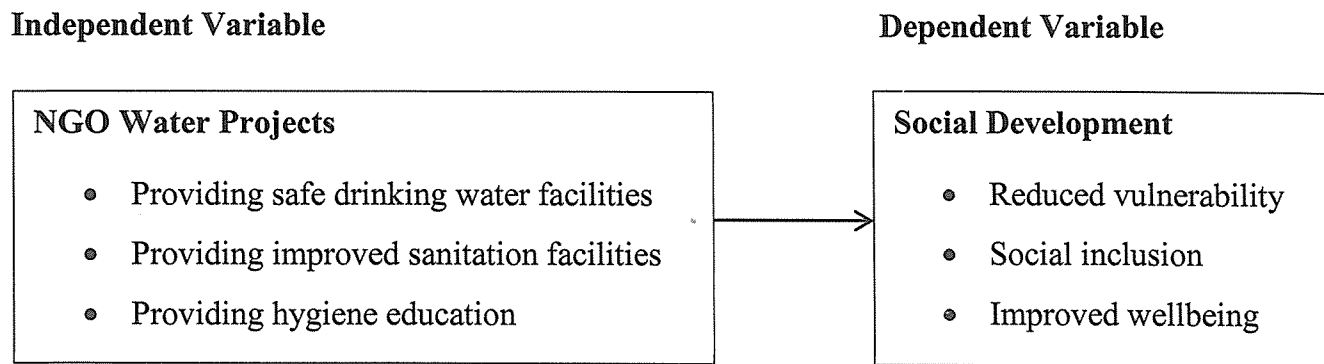 Independent Variable
Dependent Variable
NGO Water Projects
• Providing safe drinking water facilities
• Providing improved sanitation facilities
• Providing hygiene education
Social Development
• Reduced vulnerability
• Social inclusion
• Improved wellbeing